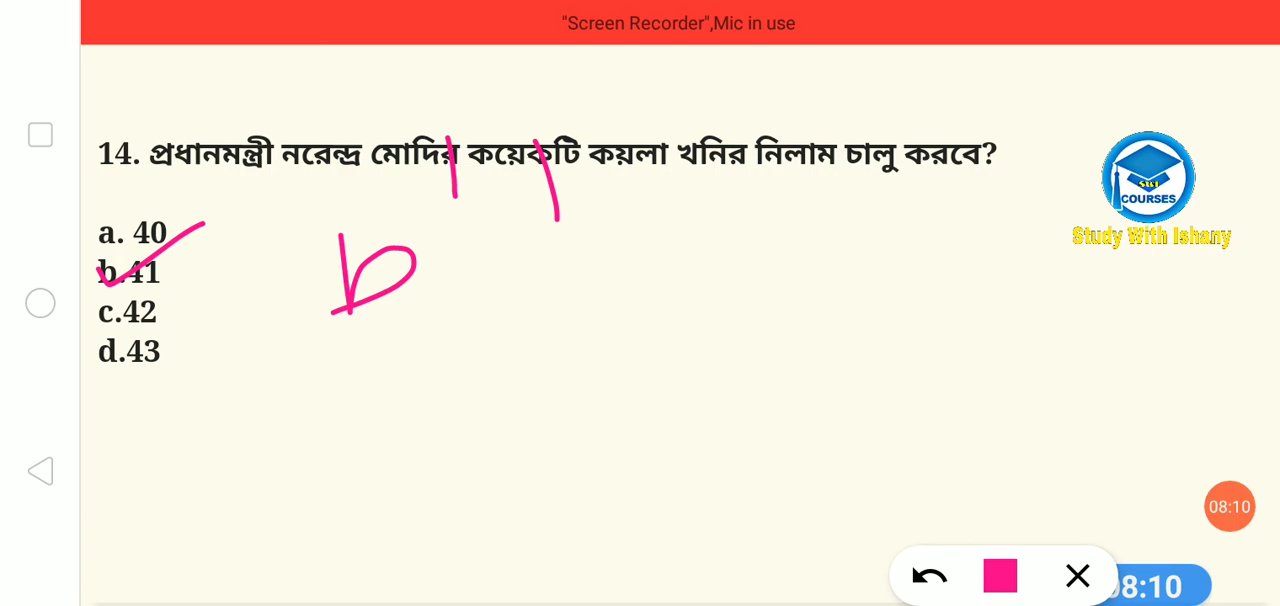 "Screen Recorder",Mic in use
14. প্রধানমন্ত্রী নরেন্দ্র মোদির কয়েকটি কয়লা খনির নিলাম চালু করবে?
a. 40
b.41
c.42
d.43
b
SBI
COURSES
Study With Ishany
08:10
08:10